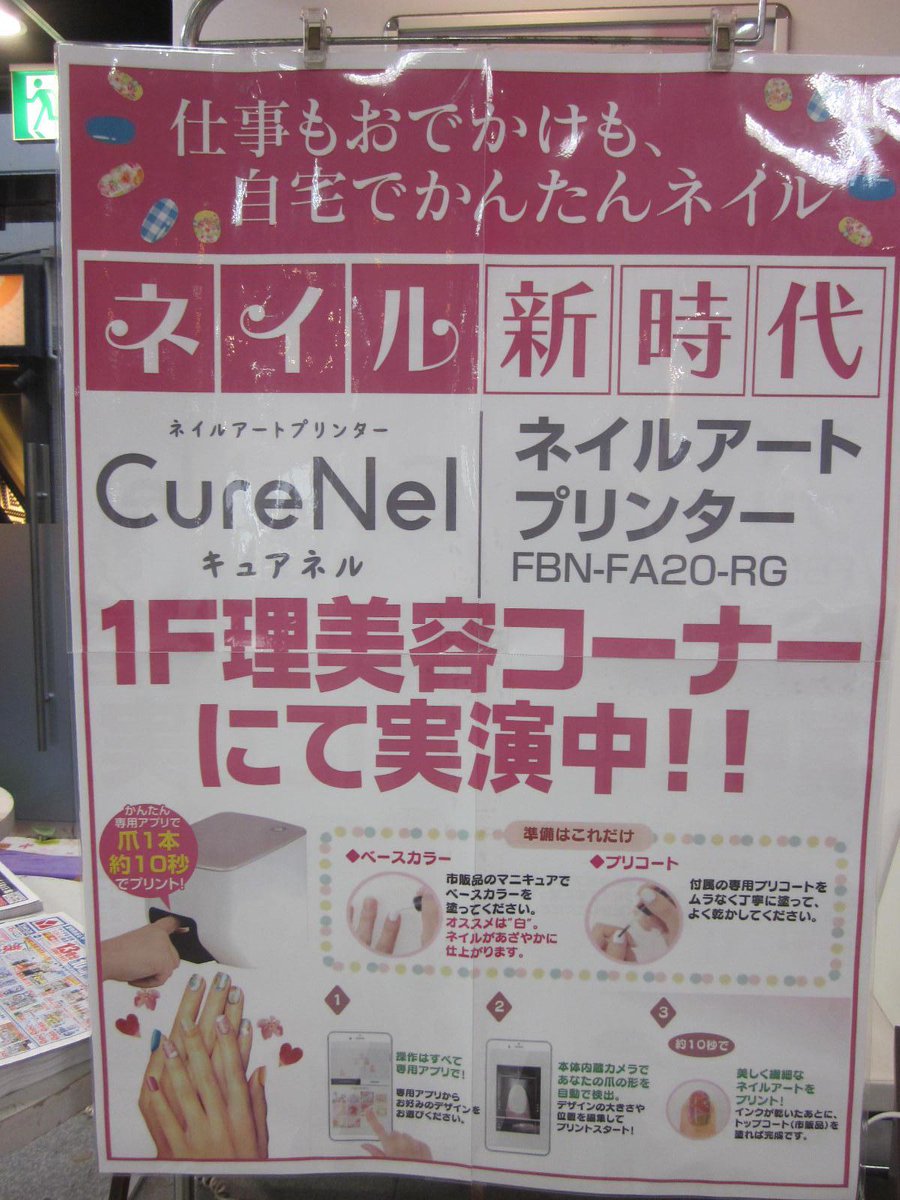 仕事もおでかけも、
自宅でかんたんネイル
ネイル新時代
ネイルアートプリンター
CureNel
キュアネル
ネイルアート
プリンター
FBN-FA20-RG
1F理美容コーナー
にて実演中!!
かんたん
専用アプリで
爪1本
約10秒
でプリント!
準備はこれだけ
◆ベースカラー
市販品のマニキュアで
ベースカラーを
塗ってください。
オススメは"白"。
ネイルがあざやかに
仕上がります。
◆プリコート
付属の専用プリコートを
ムラなく丁寧に塗って、
よく乾かしてください。
1
操作はすべて
専用アプリで!
専用アプリから
お好みのデザインを
お選びください。
2
本体内蔵カメラで
あなたの爪の形を
自動で検出。
デザインの大きさや
位置を編集して
プリントスタート!
3
約10秒で
美しく繊細な
ネイルアートを
プリント!
インクが乾いたあとに、
トップコート(市販品)を
塗れば完成です。